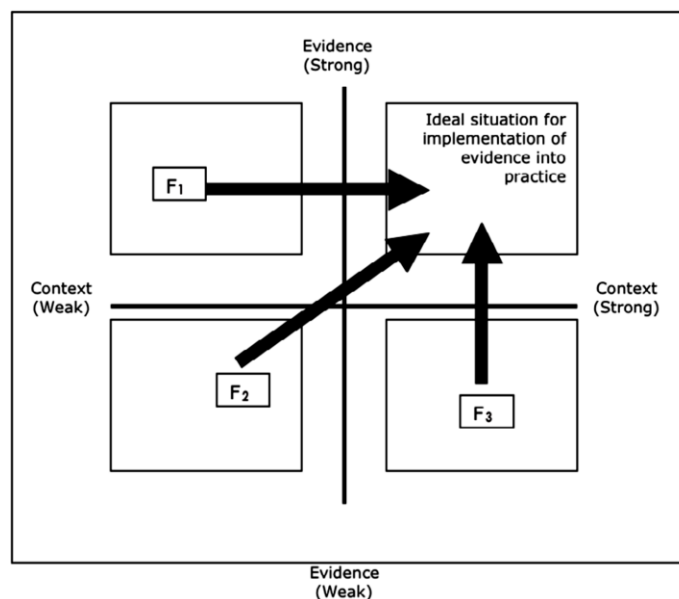 Evidence
(Strong)
Ideal situation for
implementation of
evidence into
practice
F1
Context
(Weak)
Context
(Strong)
F2
F3
Evidence
(Weak)